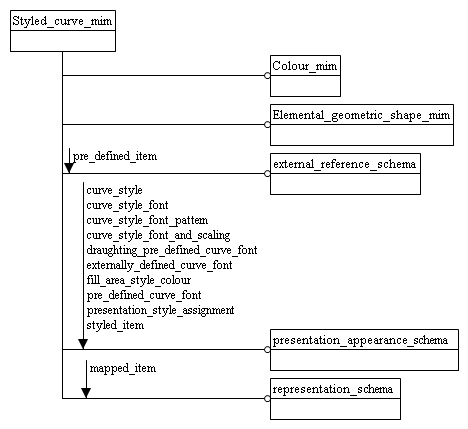 Styled_curve_mim
Colour_mim
Elemental_geometric_shape_mim
pre_defined_item
external_reference_schema
curve_style
curve_style_font
curve_style_font_pattern
curve_style_font_and_scaling
draughting_pre_defined_curve_font
externally_defined_curve_font
fill_area_style_colour
pre_defined_curve_font
presentation_style_assignment
styled_item
presentation_appearance_schema
mapped_item
representation_schema